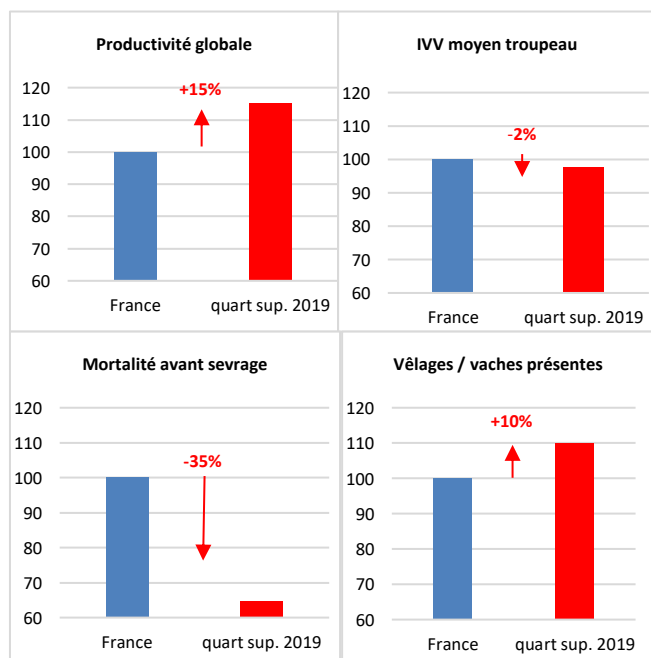 Productivité globale
+15%
120
110
100
90
80
70
60
France
quart sup. 2019
IVV moyen troupeau
-2%
120
110
100
90
80
70
60
France
quart sup. 2019
Mortalité avant sevrage
-35%
120
110
100
90
80
70
60
France
quart sup. 2019
Vêlages / vaches présentes
+10%
120
110
100
90
80
70
60
France
quart sup. 2019